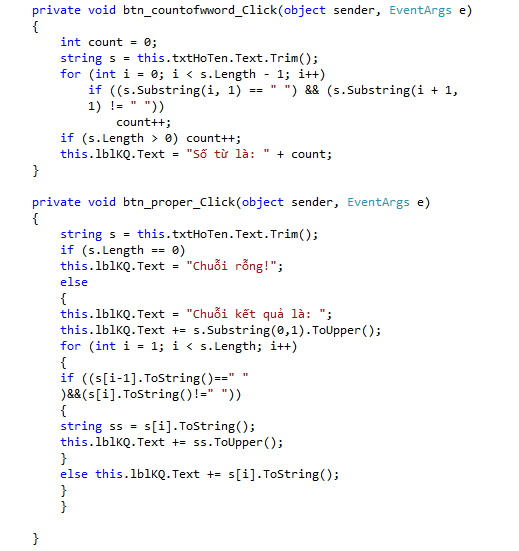 private void btn_countofwword_Click(object sender, EventArgs e)
{
int count = 0;
string s = this.txtHoTen.Text.Trim();
for (int i = 0; i < s.Length - 1; i++)
if ((s.Substring(i, 1) == " ") && (s.Substring(i + 1,
1) != " "))
count++;
if (s.Length > 0) count++;
this.lblKQ.Text = "Số từ là: " + count;
}
private void btn_proper_Click(object sender, EventArgs e)
{
string s = this.txtHoTen.Text.Trim();
if (s.Length == 0)
this.lblKQ.Text = "Chuỗi rỗng!";
else
{
this.lblKQ.Text = "Chuỗi kết quả là: ";
this.lblKQ.Text += s.Substring(0,1).ToUpper();
for (int i = 1; i < s.Length; i++)
{
if ((s[i-1].ToString()==" "
)&&(s[i].ToString()!=" "))
{
string ss = s[i].ToString();
this.lblKQ.Text += ss.ToUpper();
}
else this.lblKQ.Text += s[i].ToString();
}
}
}